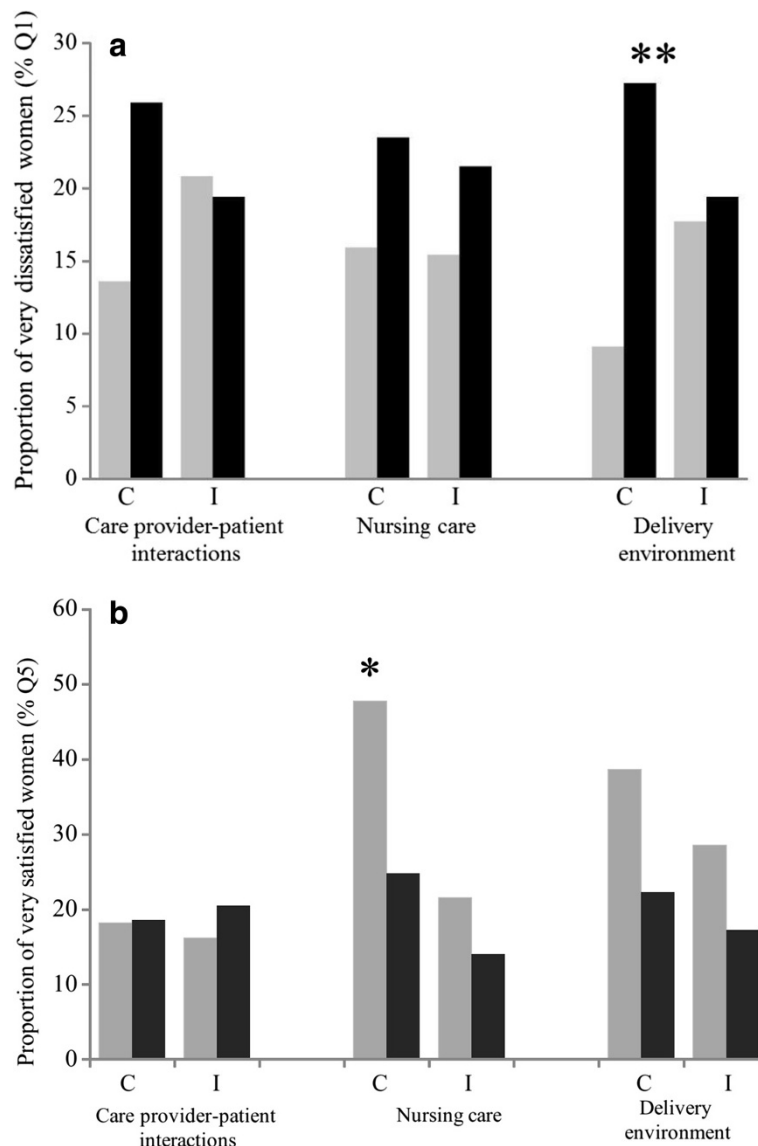 a
**
Proportion of very dissatisfied women (% Q1)
30
25
20
15
10
5
0
C I C I C I
Care provider-patient interactions
Nursing care
Delivery environment
b
*
Proportion of very satisfied women (% Q5)
60
50
40
30
20
10
0
C I C I C I
Care provider-patient interactions
Nursing care
Delivery environment